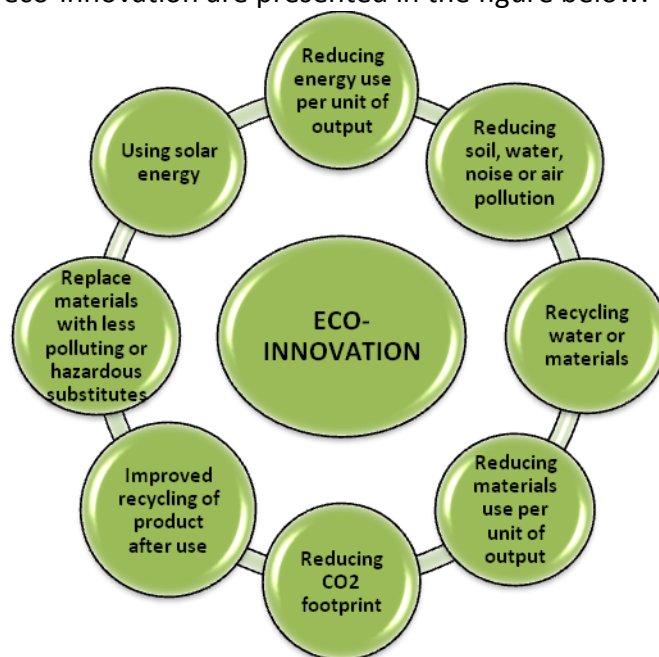 eco-innovation are presented in the figure below.
Reducing
energy use
per unit of
output
Reducing
soil, water,
noise or air
pollution
Recycling
water or
materials
Reducing
materials
use per
unit of
output
Reducing
CO2
footprint
Improved
recycling of
product
after use
Replace
materials
with less
polluting or
hazardous
substitutes
Using solar
energy
ECO-
INNOVATION